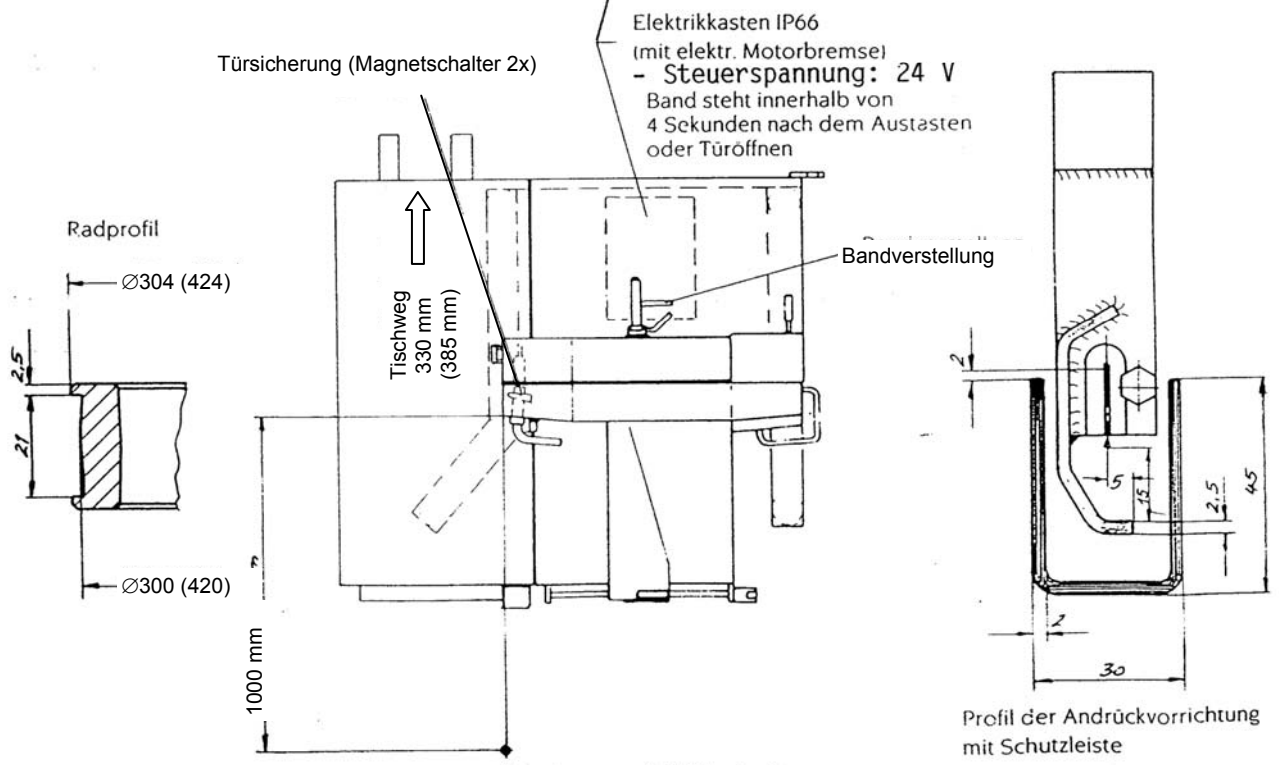 Elektrikkasten IP66
(mit elektr. Motorbremse)
- Steuerspannung: 24 V
Band steht innerhalb von
4 Sekunden nach dem Austasten
oder Türöffnen
Türsicherung (Magnetschalter 2x)
Radprofil
∅304 (424)
2,5
21
∅300 (420)
Tischweg
330 mm
(385 mm)
Bandverstellung
1000 mm
2
5
15
2,5
45
2
30
Profil der Andrückvorrichtung
mit Schutzleiste